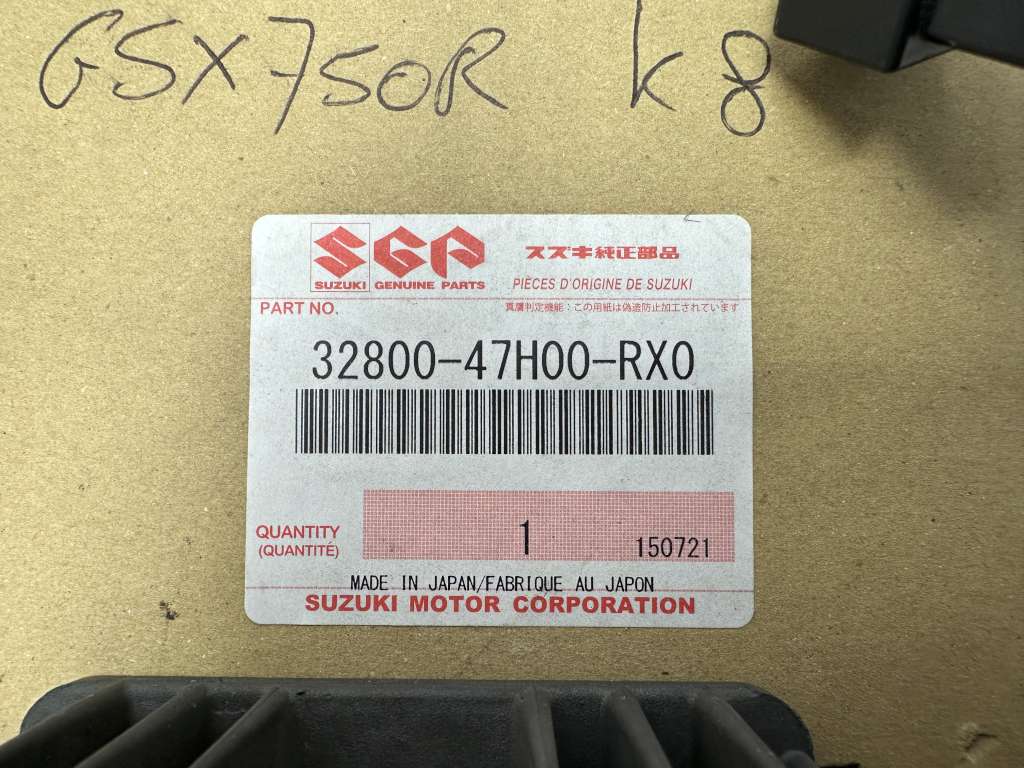 GSX750R K8
SGP スズキ純正部品
SUZUKI GENUINE PARTS PIÈCES D'ORIGINE DE SUZUKI
PART NO. 真贋判定機能：この用紙は偽造防止加工されています
32800-47H00-RX0
QUANTITY
(QUANTITÉ)
1 150721
MADE IN JAPAN/FABRIQUE AU JAPON
SUZUKI MOTOR CORPORATION